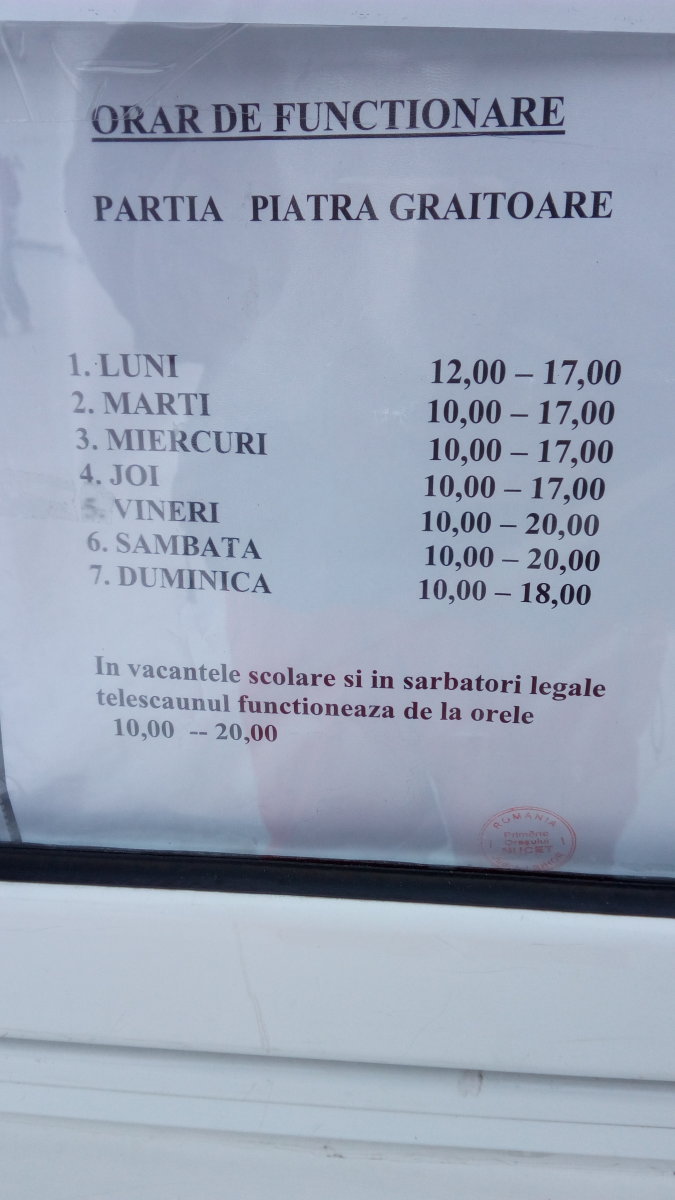 ORAR DE FUNCTIONARE
PARTIA PIATRA GRAITOARE
1. LUNI 12,00 – 17,00
2. MARTI 10,00 – 17,00
3. MIERCURI 10,00 – 17,00
4. JOI 10,00 – 17,00
5. VINERI 10,00 – 20,00
6. SAMBATA 10,00 – 20,00
7. DUMINICA 10,00 – 18,00
In vacantele scolare si in sarbatori legale
telescaunul functioneaza de la orele
10,00 -- 20,00
ROMANIA
Primăria
Orașului
NUCET